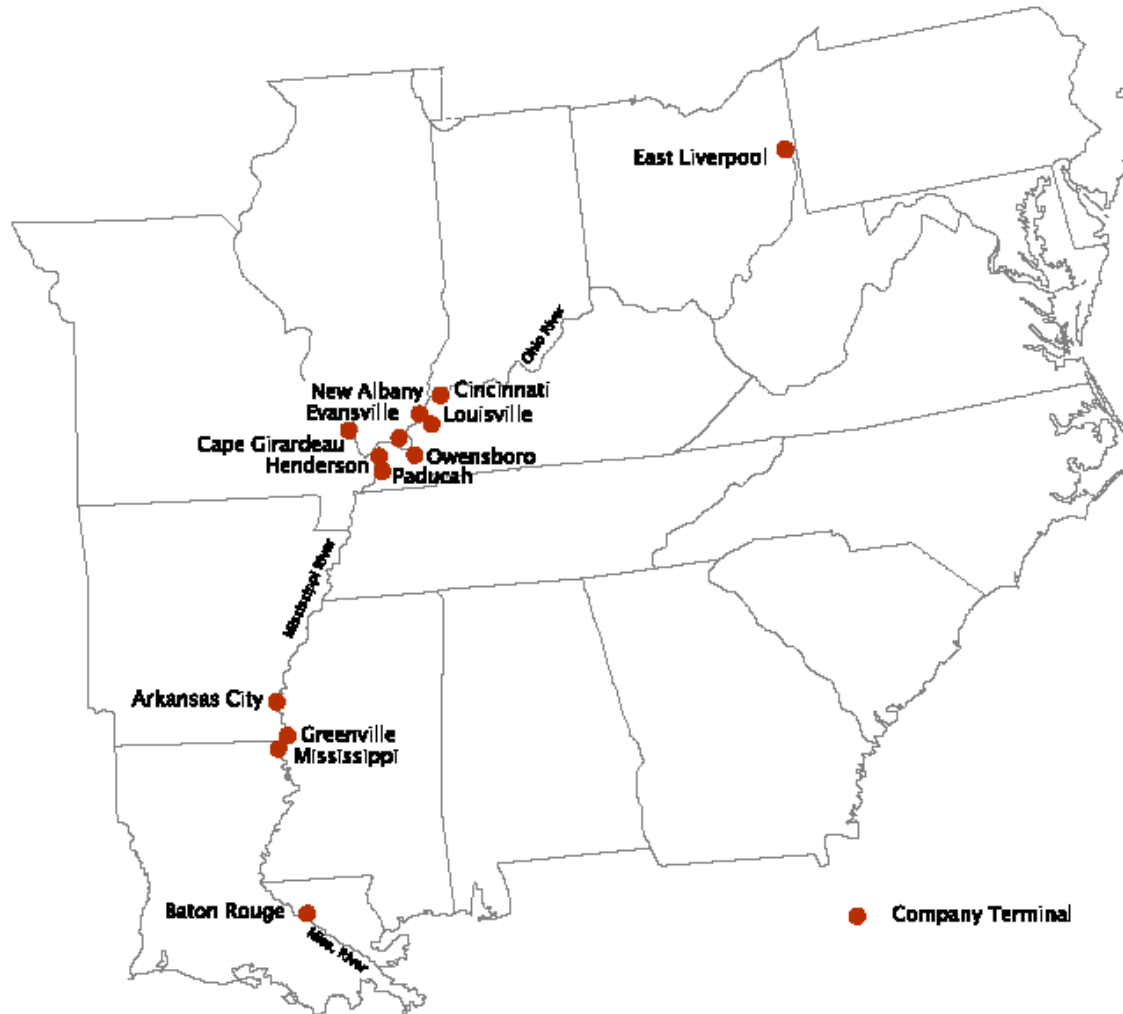 East Liverpool
Ohio River
New Albany
Cincinnati
Evansville
Louisville
Cape Girardeau
Owensboro
Henderson
Paducah
Mississippi River
Arkansas City
Greenville
Mississippi
Baton Rouge
Company Terminal
Miss. River